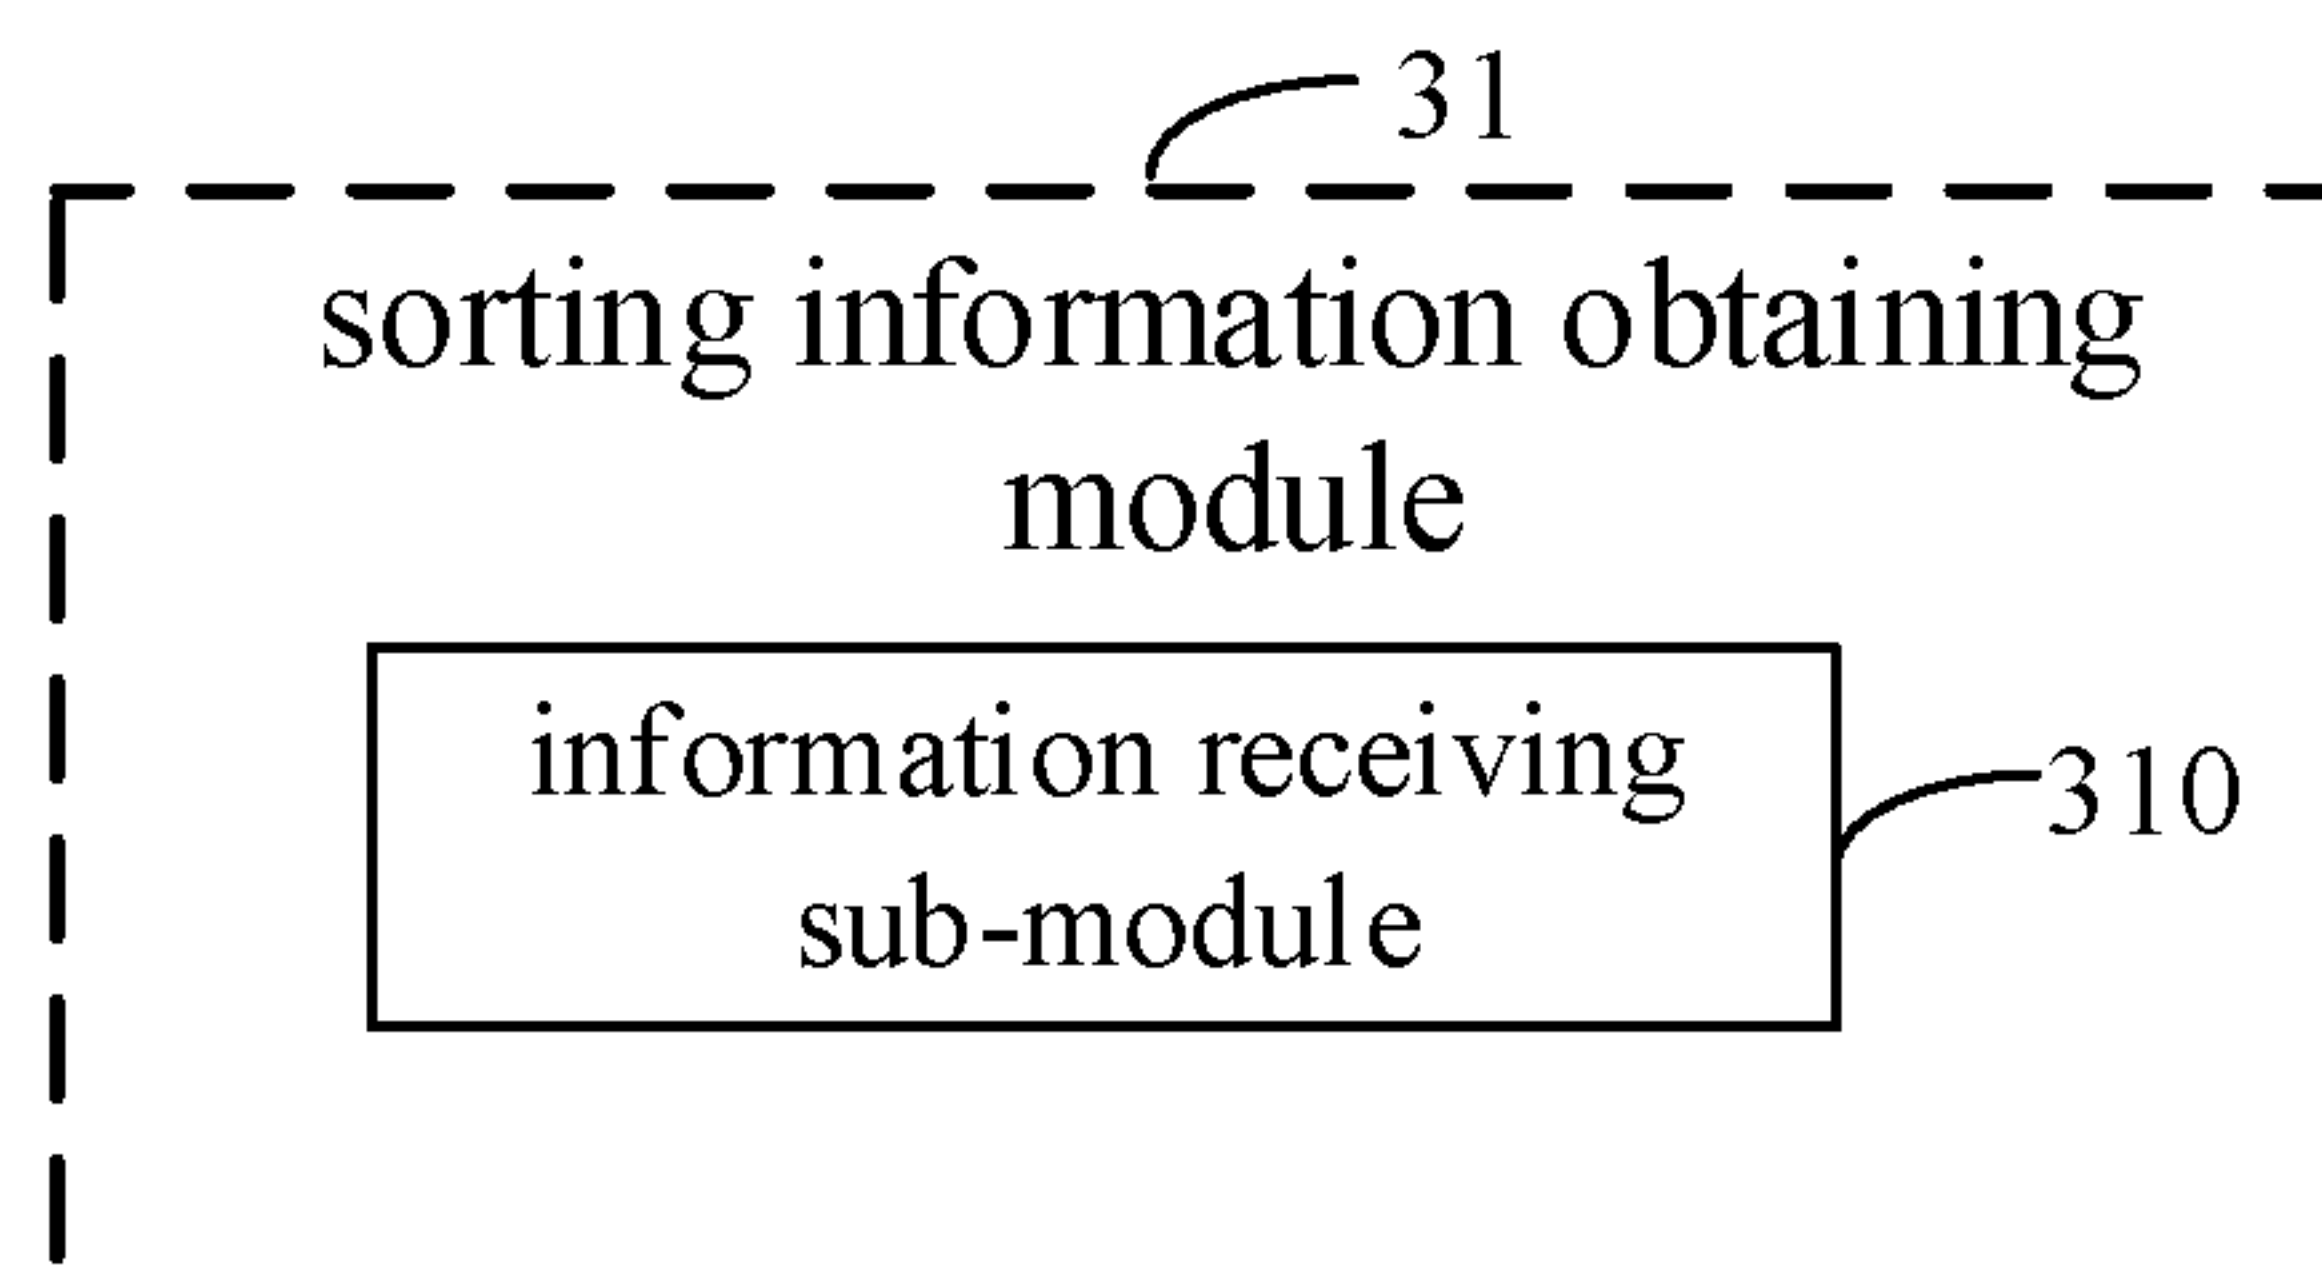 31
sorting information obtaining
module
information receiving
310
sub-module